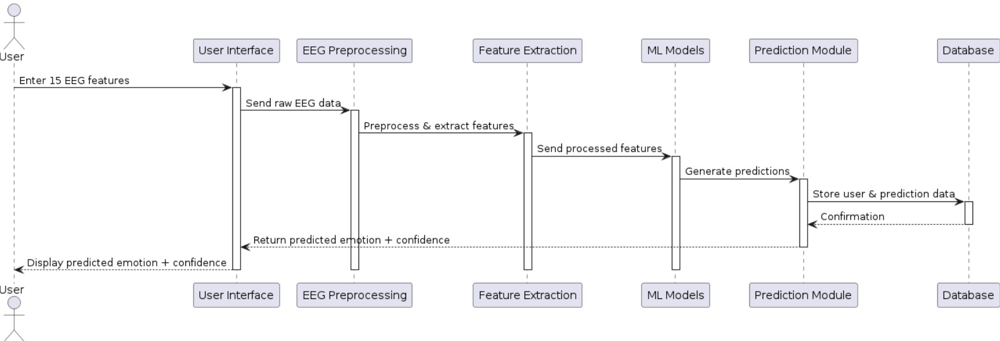 User
User Interface
EEG Preprocessing
Feature Extraction
ML Models
Prediction Module
Database
Enter 15 EEG features
Send raw EEG data
Preprocess & extract features
Send processed features
Generate predictions
Store user & prediction data
Confirmation
Return predicted emotion + confidence
Display predicted emotion + confidence
User
User Interface
EEG Preprocessing
Feature Extraction
ML Models
Prediction Module
Database